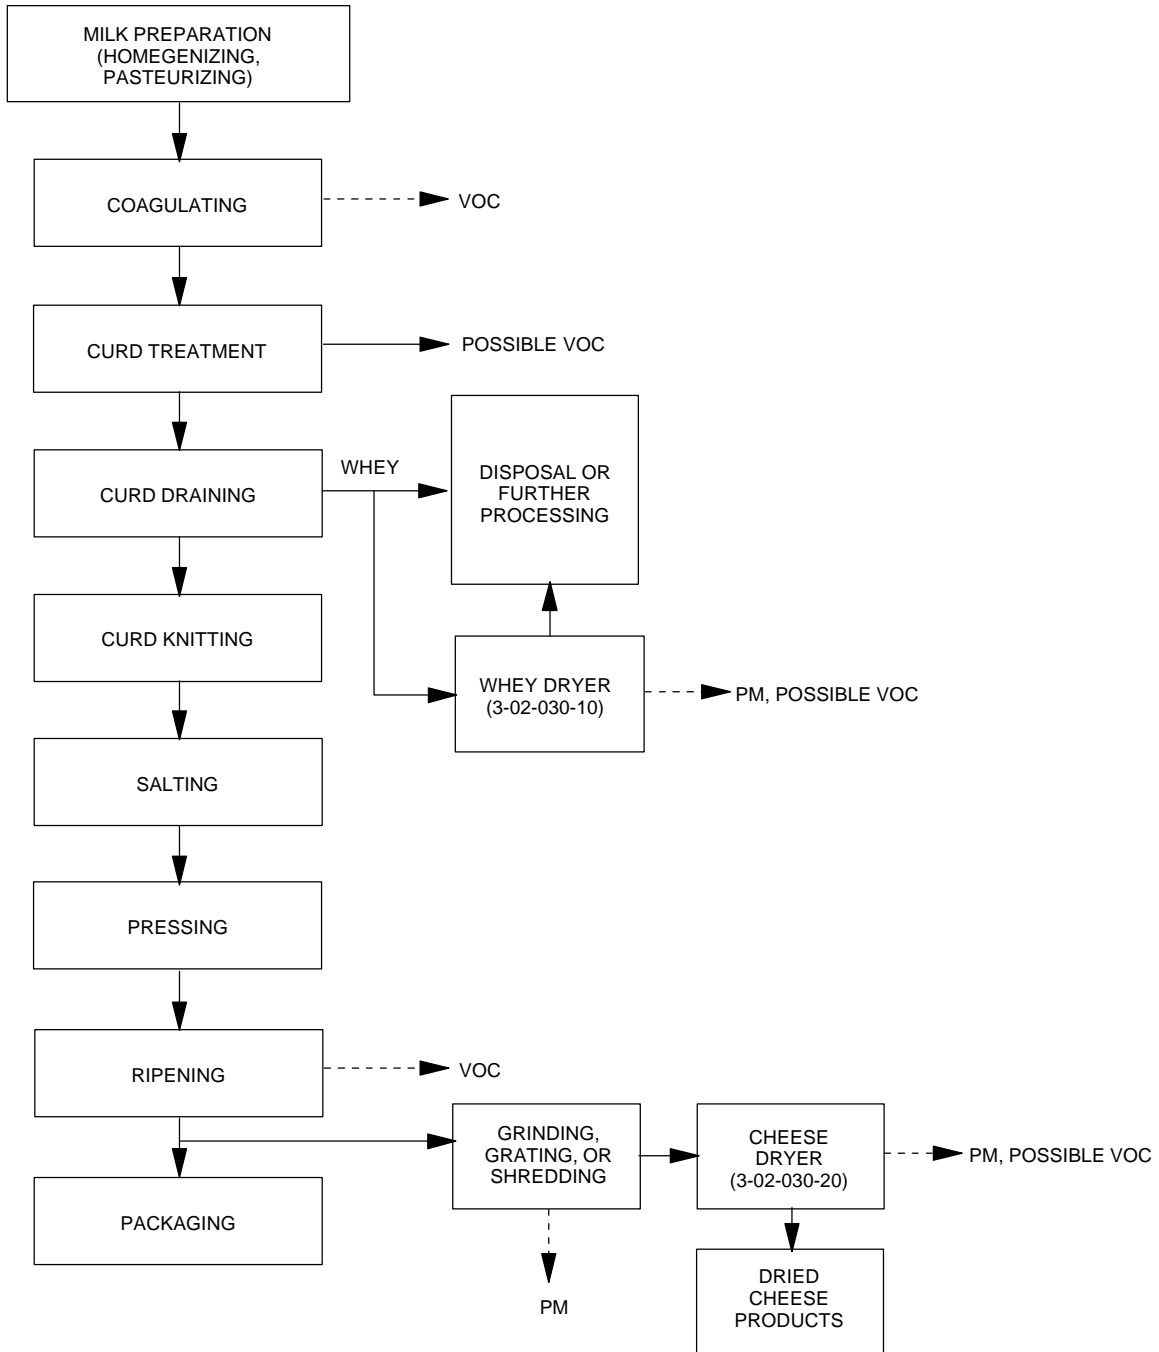 MILK PREPARATION
(HOMEGENIZING,
PASTEURIZING)
COAGULATING
VOC
CURD TREATMENT
POSSIBLE VOC
CURD DRAINING
WHEY
DISPOSAL OR
FURTHER
PROCESSING
CURD KNITTING
WHEY DRYER
(3-02-030-10)
PM, POSSIBLE VOC
SALTING
PRESSING
RIPENING
VOC
GRINDING,
GRATING, OR
SHREDDING
CHEESE
DRYER
(3-02-030-20)
PM, POSSIBLE VOC
PACKAGING
PM
DRIED
CHEESE
PRODUCTS